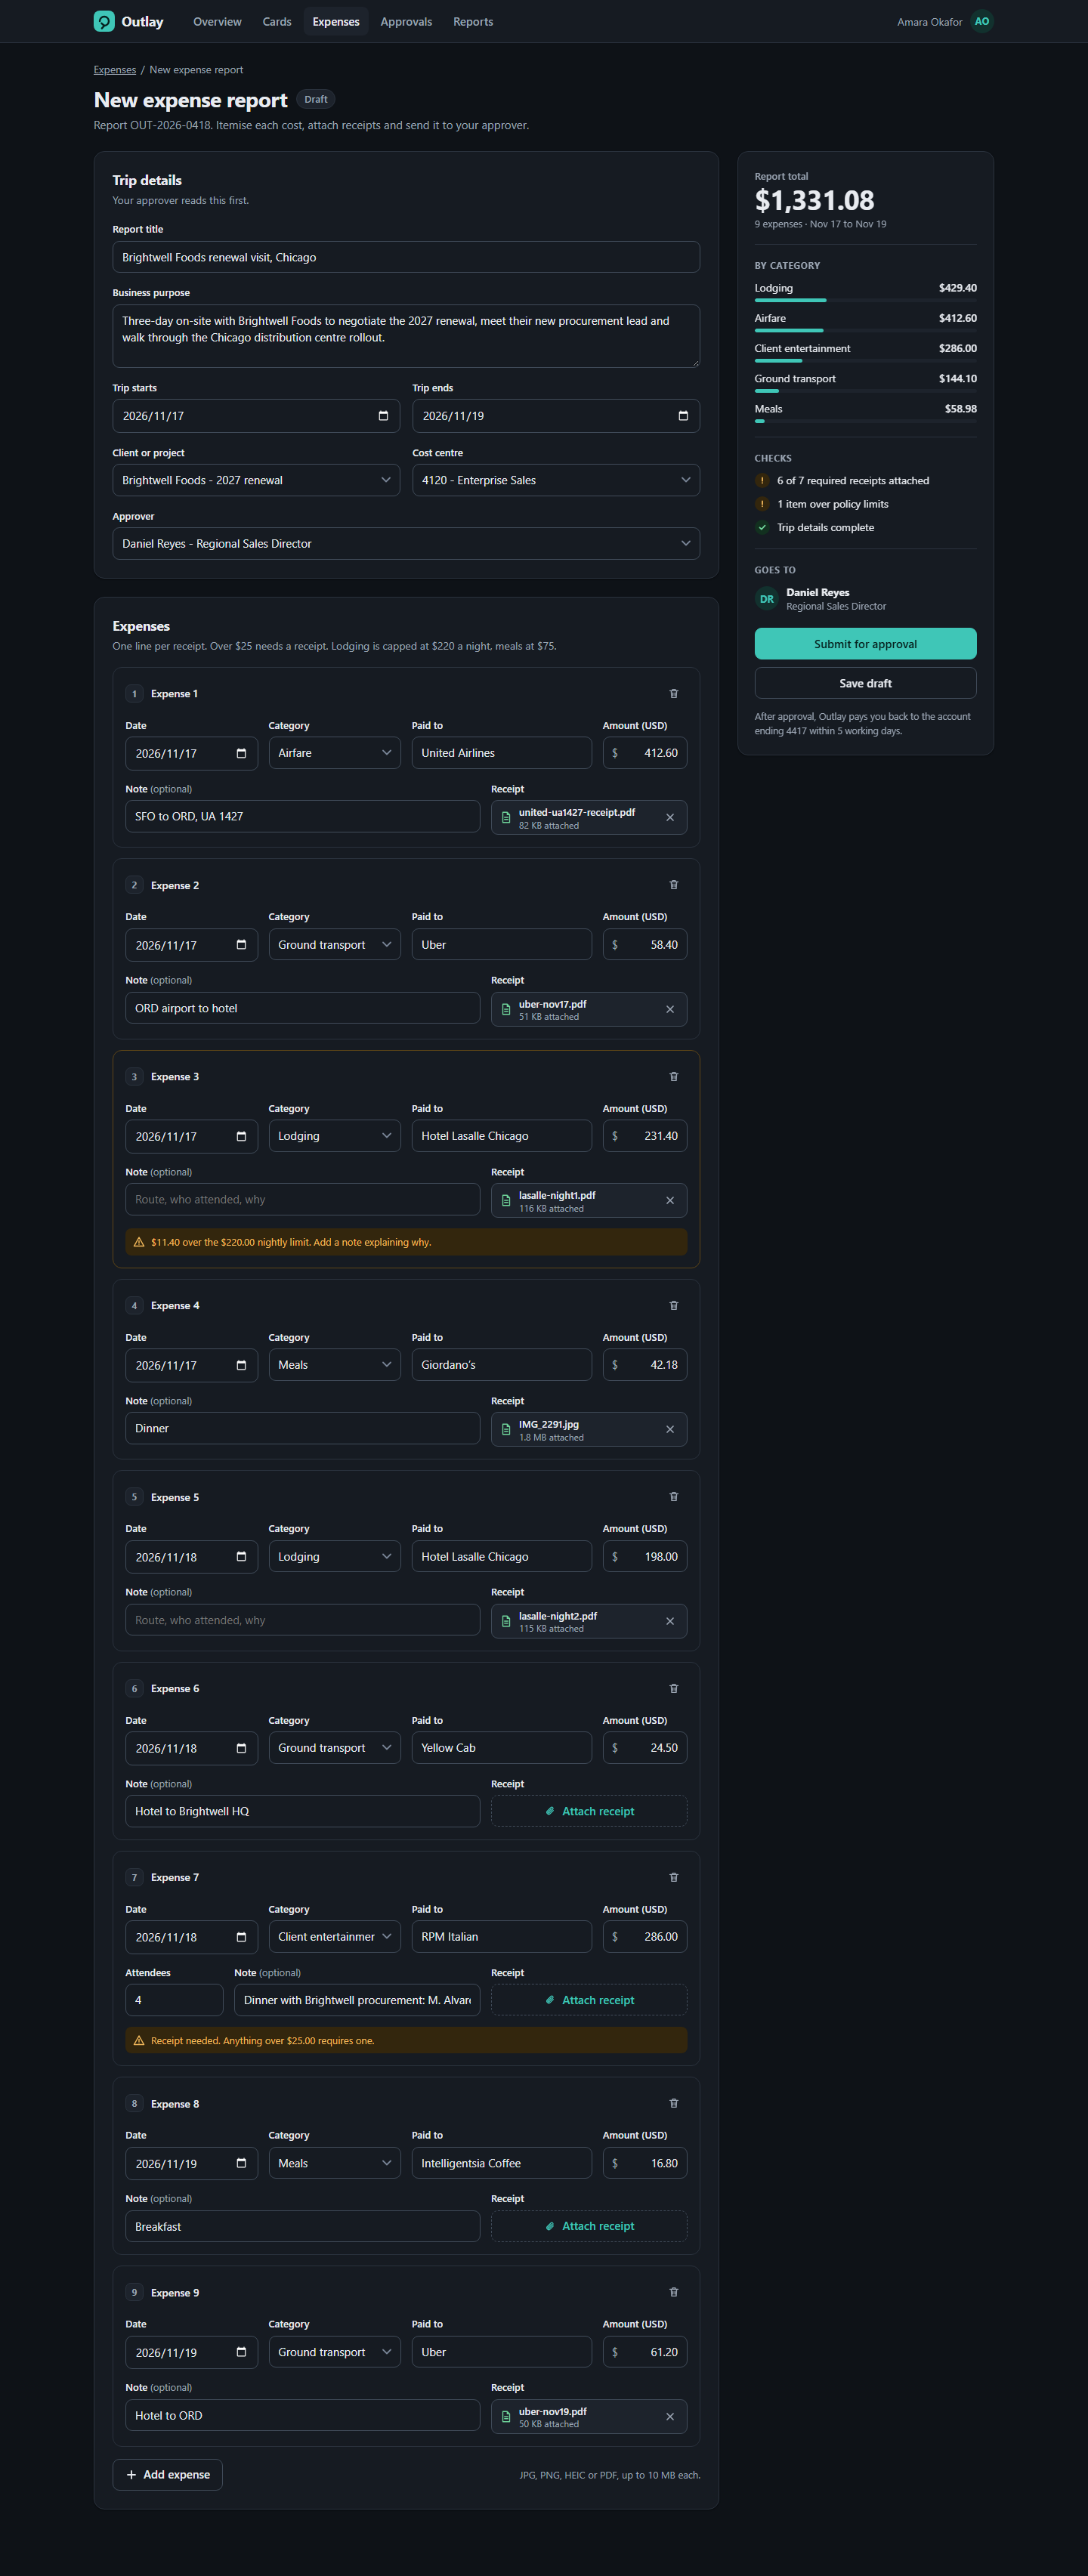 Outlay
Overview
Cards
Expenses
Approvals
Reports
Amara Okafor
AO
Expenses / New expense report
New expense report
Draft
Report OUT-2026-0418. Itemise each cost, attach receipts and send it to your approver.
Trip details
Your approver reads this first.
Report title
Brightwell Foods renewal visit, Chicago
Business purpose
Three-day on-site with Brightwell Foods to negotiate the 2027 renewal, meet their new procurement lead and
walk through the Chicago distribution centre rollout.
Trip starts
Trip ends
2026/11/17
2026/11/19
Client or project
Cost centre
Brightwell Foods - 2027 renewal
4120 - Enterprise Sales
Approver
Daniel Reyes - Regional Sales Director
Expenses
One line per receipt. Over $25 needs a receipt. Lodging is capped at $220 a night, meals at $75.
1
Expense 1
Date
Category
Paid to
Amount (USD)
2026/11/17
Airfare
United Airlines
$ 412.60
Note (optional)
Receipt
SFO to ORD, UA 1427
united-ua1427-receipt.pdf
82 KB attached
2
Expense 2
Date
Category
Paid to
Amount (USD)
2026/11/17
Ground transport
Uber
$ 58.40
Note (optional)
Receipt
ORD airport to hotel
uber-nov17.pdf
51 KB attached
3
Expense 3
Date
Category
Paid to
Amount (USD)
2026/11/17
Lodging
Hotel Lasalle Chicago
$ 231.40
Note (optional)
Receipt
Route, who attended, why
lasalle-night1.pdf
116 KB attached
$11.40 over the $220.00 nightly limit. Add a note explaining why.
4
Expense 4
Date
Category
Paid to
Amount (USD)
2026/11/17
Meals
Giordano's
$ 42.18
Note (optional)
Receipt
Dinner
IMG_2291.jpg
1.8 MB attached
5
Expense 5
Date
Category
Paid to
Amount (USD)
2026/11/18
Lodging
Hotel Lasalle Chicago
$ 198.00
Note (optional)
Receipt
Route, who attended, why
lasalle-night2.pdf
115 KB attached
6
Expense 6
Date
Category
Paid to
Amount (USD)
2026/11/18
Ground transport
Yellow Cab
$ 24.50
Note (optional)
Receipt
Hotel to Brightwell HQ
Attach receipt
7
Expense 7
Date
Category
Paid to
Amount (USD)
2026/11/18
Client entertainmer
RPM Italian
$ 286.00
Attendees
Note (optional)
Receipt
4
Dinner with Brightwell procurement: M. Alvar
Attach receipt
Receipt needed. Anything over $25.00 requires one.
8
Expense 8
Date
Category
Paid to
Amount (USD)
2026/11/19
Meals
Intelligentsia Coffee
$ 16.80
Note (optional)
Receipt
Breakfast
Attach receipt
9
Expense 9
Date
Category
Paid to
Amount (USD)
2026/11/19
Ground transport
Uber
$ 61.20
Note (optional)
Receipt
Hotel to ORD
uber-nov19.pdf
50 KB attached
Add expense
JPG, PNG, HEIC or PDF, up to 10 MB each.
Report total
$1,331.08
9 expenses · Nov 17 to Nov 19
BY CATEGORY
Lodging $429.40
Airfare $412.60
Client entertainment $286.00
Ground transport $144.10
Meals $58.98
CHECKS
6 of 7 required receipts attached
1 item over policy limits
Trip details complete
GOES TO
DR
Daniel Reyes
Regional Sales Director
Submit for approval
Save draft
After approval, Outlay pays you back to the account
ending 4417 within 5 working days.